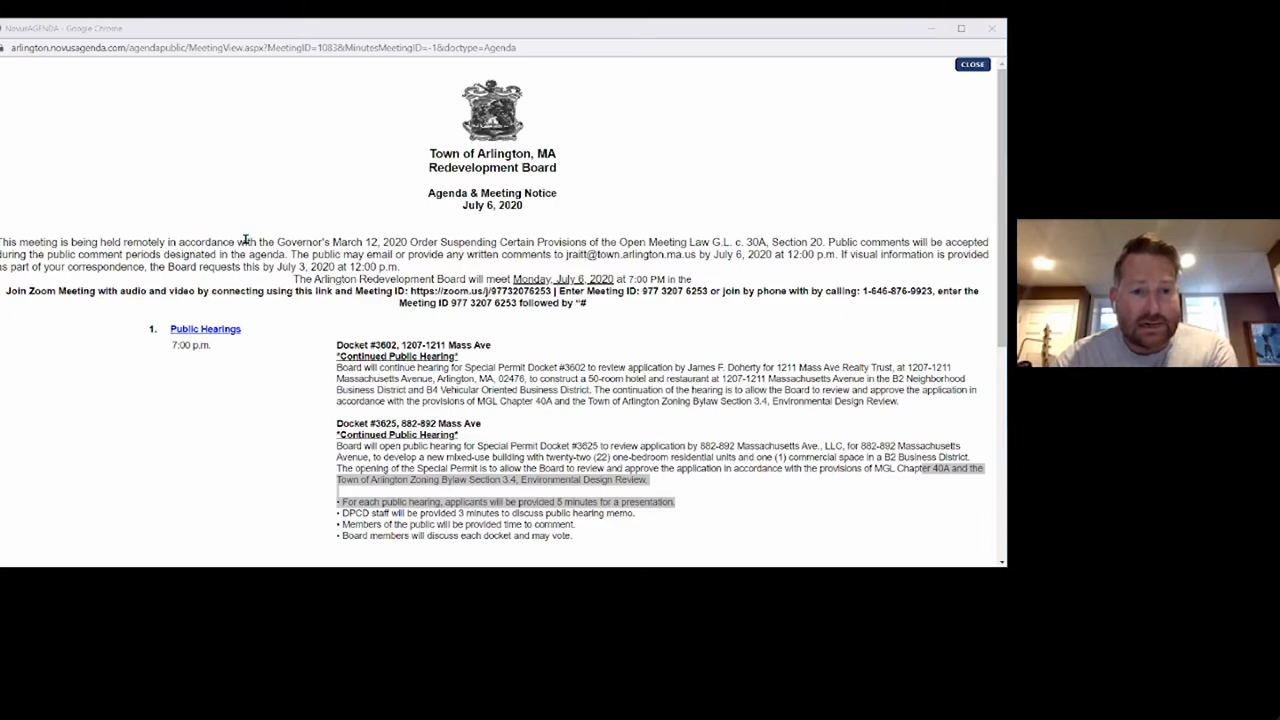 NovusAGENDA - Google Chrome
arlington.novusagenda.com/agendapublic/MeetingView.aspx?MeetingID=1083&MinutesMeetingID=-1&doctype=Agenda
CLOSE
Town of Arlington, MA
Redevelopment Board
Agenda & Meeting Notice
July 6, 2020
This meeting is being held remotely in accordance with the Governor's March 12, 2020 Order Suspending Certain Provisions of the Open Meeting Law G.L. c. 30A, Section 20. Public comments will be accepted
during the public comment periods designated in the agenda. The public may email or provide any written comments to jraitt@town.arlington.ma.us by July 6, 2020 at 12:00 p.m. If visual information is provided
as part of your correspondence, the Board requests this by July 3, 2020 at 12:00 p.m.
The Arlington Redevelopment Board will meet Monday, July 6, 2020 at 7:00 PM in the
Join Zoom Meeting with audio and video by connecting using this link and Meeting ID: https://zoom.us/j/97732076253 | Enter Meeting ID: 977 3207 6253 or join by phone with by calling: 1-646-876-9923, enter the
Meeting ID 977 3207 6253 followed by "#
1. Public Hearings
7:00 p.m.
Docket #3602, 1207-1211 Mass Ave
*Continued Public Hearing*
Board will continue hearing for Special Permit Docket #3602 to review application by James F. Doherty for 1211 Mass Ave Realty Trust, at 1207-1211
Massachusetts Avenue, Arlington, MA, 02476, to construct a 50-room hotel and restaurant at 1207-1211 Massachusetts Avenue in the B2 Neighborhood
Business District and B4 Vehicular Oriented Business District. The continuation of the hearing is to allow the Board to review and approve the application in
accordance with the provisions of MGL Chapter 40A and the Town of Arlington Zoning Bylaw Section 3.4, Environmental Design Review.
Docket #3625, 882-892 Mass Ave
*Continued Public Hearing*
Board will open public hearing for Special Permit Docket #3625 to review application by 882-892 Massachusetts Ave., LLC, for 882-892 Massachusetts
Avenue, to develop a new mixed-use building with twenty-two (22) one-bedroom residential units and one (1) commercial space in a B2 Business District.
The opening of the Special Permit is to allow the Board to review and approve the application in accordance with the provisions of MGL Chapter 40A and the
Town of Arlington Zoning Bylaw Section 3.4, Environmental Design Review.
• For each public hearing, applicants will be provided 5 minutes for a presentation.
• DPCD staff will be provided 3 minutes to discuss public hearing memo.
• Members of the public will be provided time to comment.
• Board members will discuss each docket and may vote.